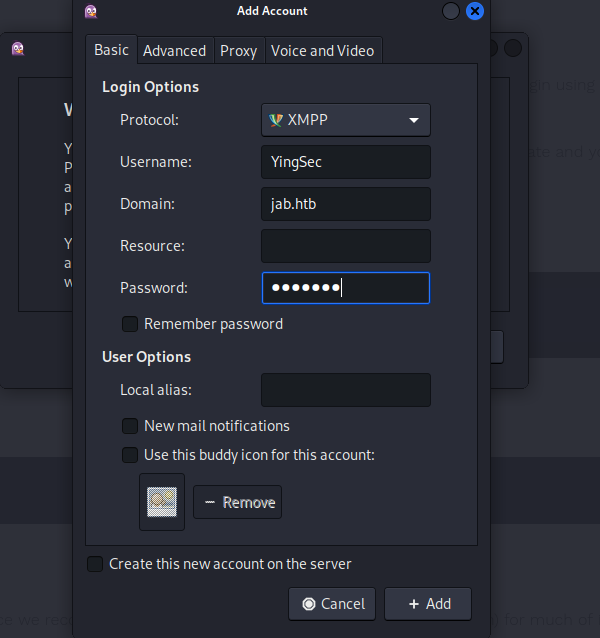 Add Account
Basic
Advanced
Proxy
Voice and Video
Login Options
Protocol: XMPP
Username: YingSec
Domain: jab.htb
Resource:
Password: ●●●●●●●
Remember password
User Options
Local alias:
New mail notifications
Use this buddy icon for this account:
Remove
Create this new account on the server
Cancel
Add
gin using